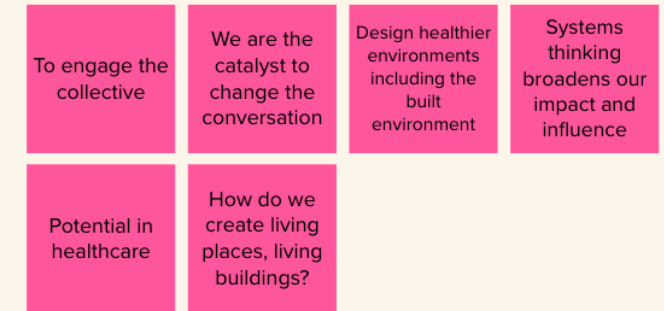 To engage the
collective
We are the
catalyst to
change the
conversation
Design healthier
environments
including the
built
environment
Systems
thinking
broadens our
impact and
influence
Potential in
healthcare
How do we
create living
places, living
buildings?